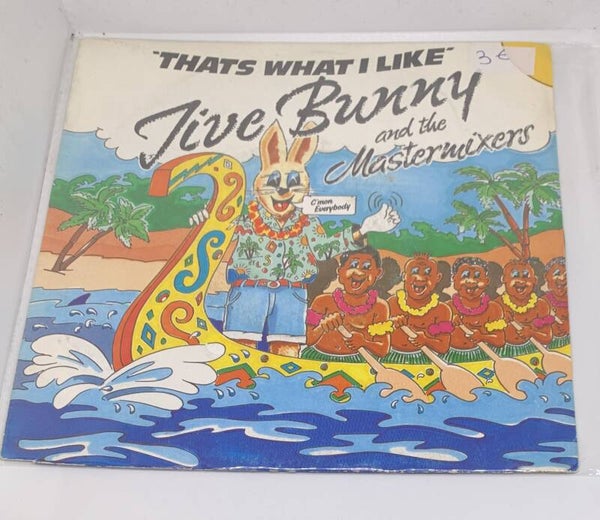 "THATS WHAT I LIKE"
3 €
Jive Bunny
and the
Mastermixers
C'mon
Everybody